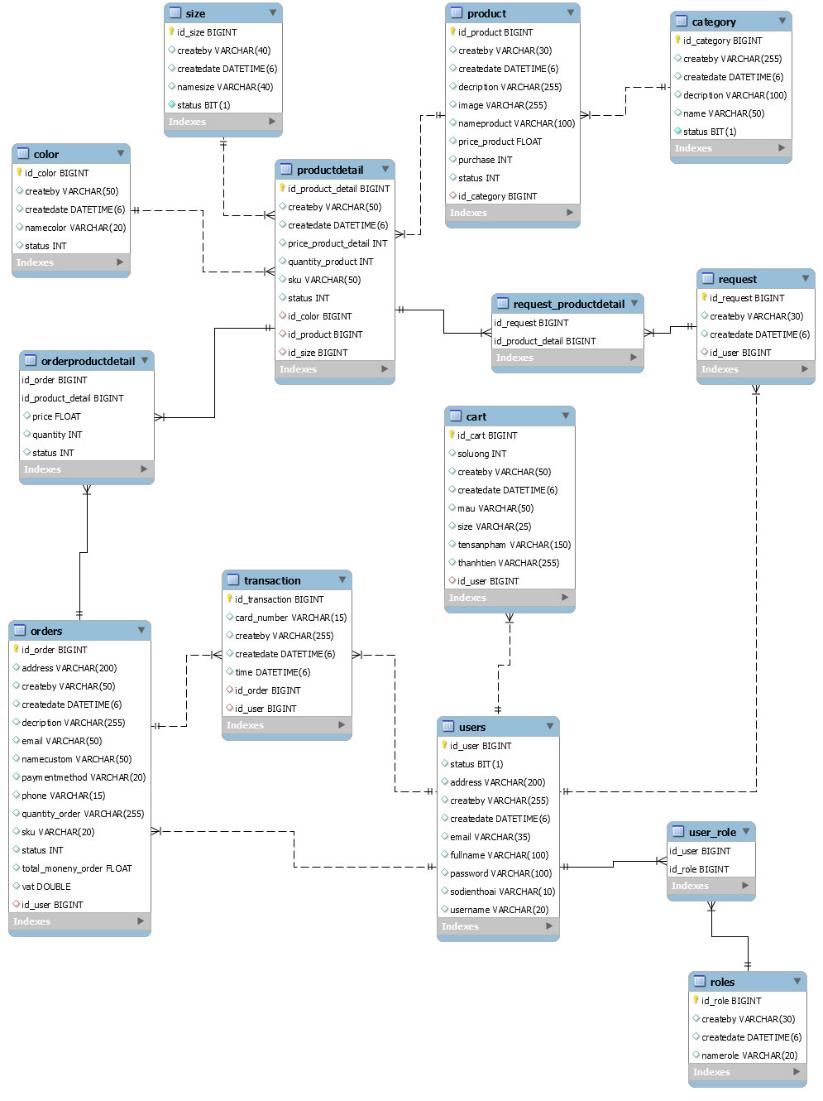 size
id_size BIGINT
createby VARCHAR(40)
createdate DATETIME(6)
namesize VARCHAR(40)
status BIT(1)
Indexes
product
id_product BIGINT
createby VARCHAR(30)
createdate DATETIME(6)
decription VARCHAR(255)
image VARCHAR(255)
nameproduct VARCHAR(100)
price_product FLOAT
purchase INT
status INT
id_category BIGINT
Indexes
category
id_category BIGINT
createby VARCHAR(255)
createdate DATETIME(6)
decription VARCHAR(100)
name VARCHAR(50)
status BIT(1)
Indexes
color
id_color BIGINT
createby VARCHAR(50)
createdate DATETIME(6)
namecolor VARCHAR(20)
status INT
Indexes
productdetail
id_product_detail BIGINT
createby VARCHAR(50)
createdate DATETIME(6)
price_product_detail INT
quantity_product INT
sku VARCHAR(50)
status INT
id_color BIGINT
id_product BIGINT
id_size BIGINT
Indexes
request_productdetail
id_request BIGINT
id_product_detail BIGINT
Indexes
request
id_request BIGINT
createby VARCHAR(30)
createdate DATETIME(6)
id_user BIGINT
Indexes
orderproductdetail
id_order BIGINT
id_product_detail BIGINT
price FLOAT
quantity INT
status INT
Indexes
cart
id_cart BIGINT
soluong INT
createby VARCHAR(50)
createdate DATETIME(6)
mau VARCHAR(50)
size VARCHAR(25)
tensanpham VARCHAR(150)
thanhtien VARCHAR(255)
id_user BIGINT
Indexes
transaction
id_transaction BIGINT
card_number VARCHAR(15)
createby VARCHAR(255)
createdate DATETIME(6)
time DATETIME(6)
id_order BIGINT
id_user BIGINT
Indexes
orders
id_order BIGINT
address VARCHAR(200)
createby VARCHAR(50)
createdate DATETIME(6)
decription VARCHAR(255)
email VARCHAR(50)
namecustom VARCHAR(50)
paymentmethod VARCHAR(20)
phone VARCHAR(15)
quantity_order VARCHAR(255)
sku VARCHAR(20)
status INT
total_moneny_order FLOAT
vat DOUBLE
id_user BIGINT
Indexes
users
id_user BIGINT
status BIT(1)
address VARCHAR(200)
createby VARCHAR(255)
createdate DATETIME(6)
email VARCHAR(35)
fullname VARCHAR(100)
password VARCHAR(100)
sodienthoai VARCHAR(10)
username VARCHAR(20)
Indexes
user_role
id_user BIGINT
id_role BIGINT
Indexes
roles
id_role BIGINT
createby VARCHAR(30)
createdate DATETIME(6)
namerole VARCHAR(20)
Indexes